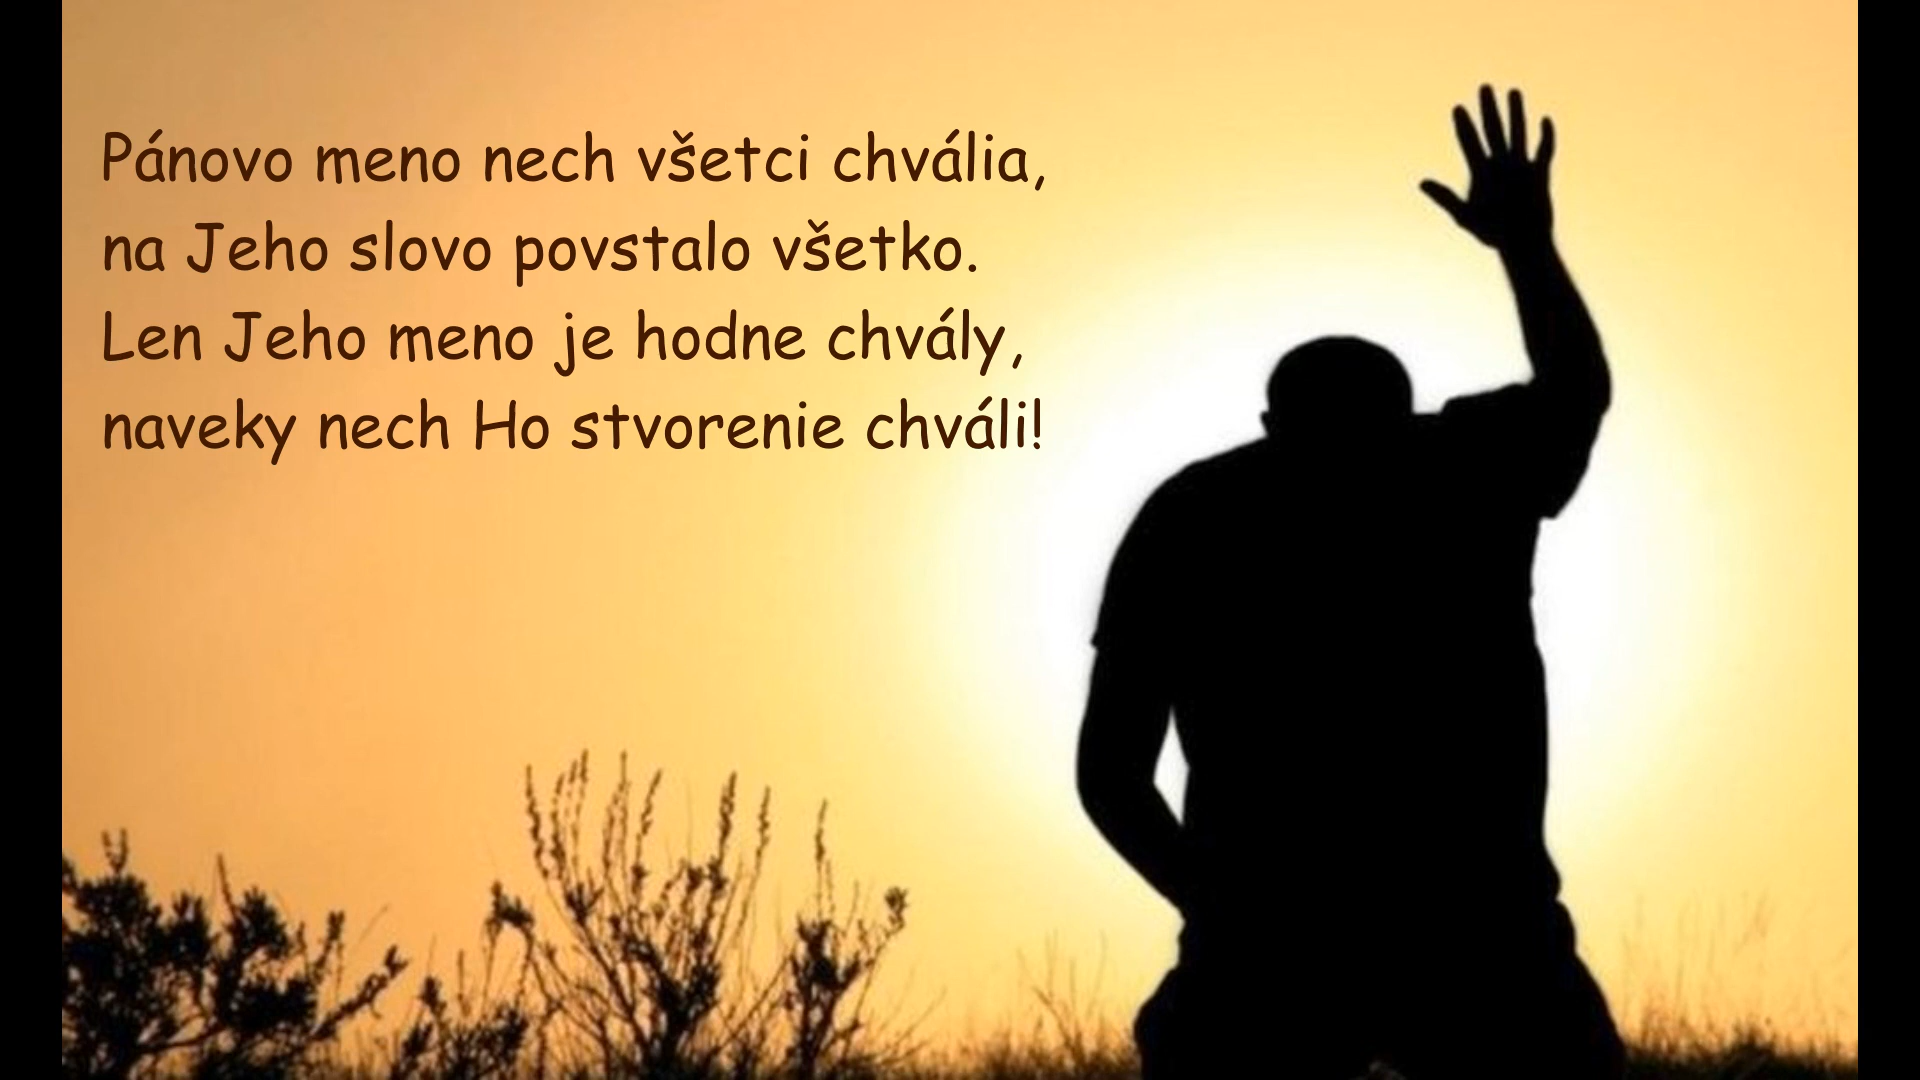 Pánovo meno nech všetci chvália,
na Jeho slovo povstalo všetko.
Len Jeho meno je hodne chvály,
naveky nech Ho stvorenie chváli!